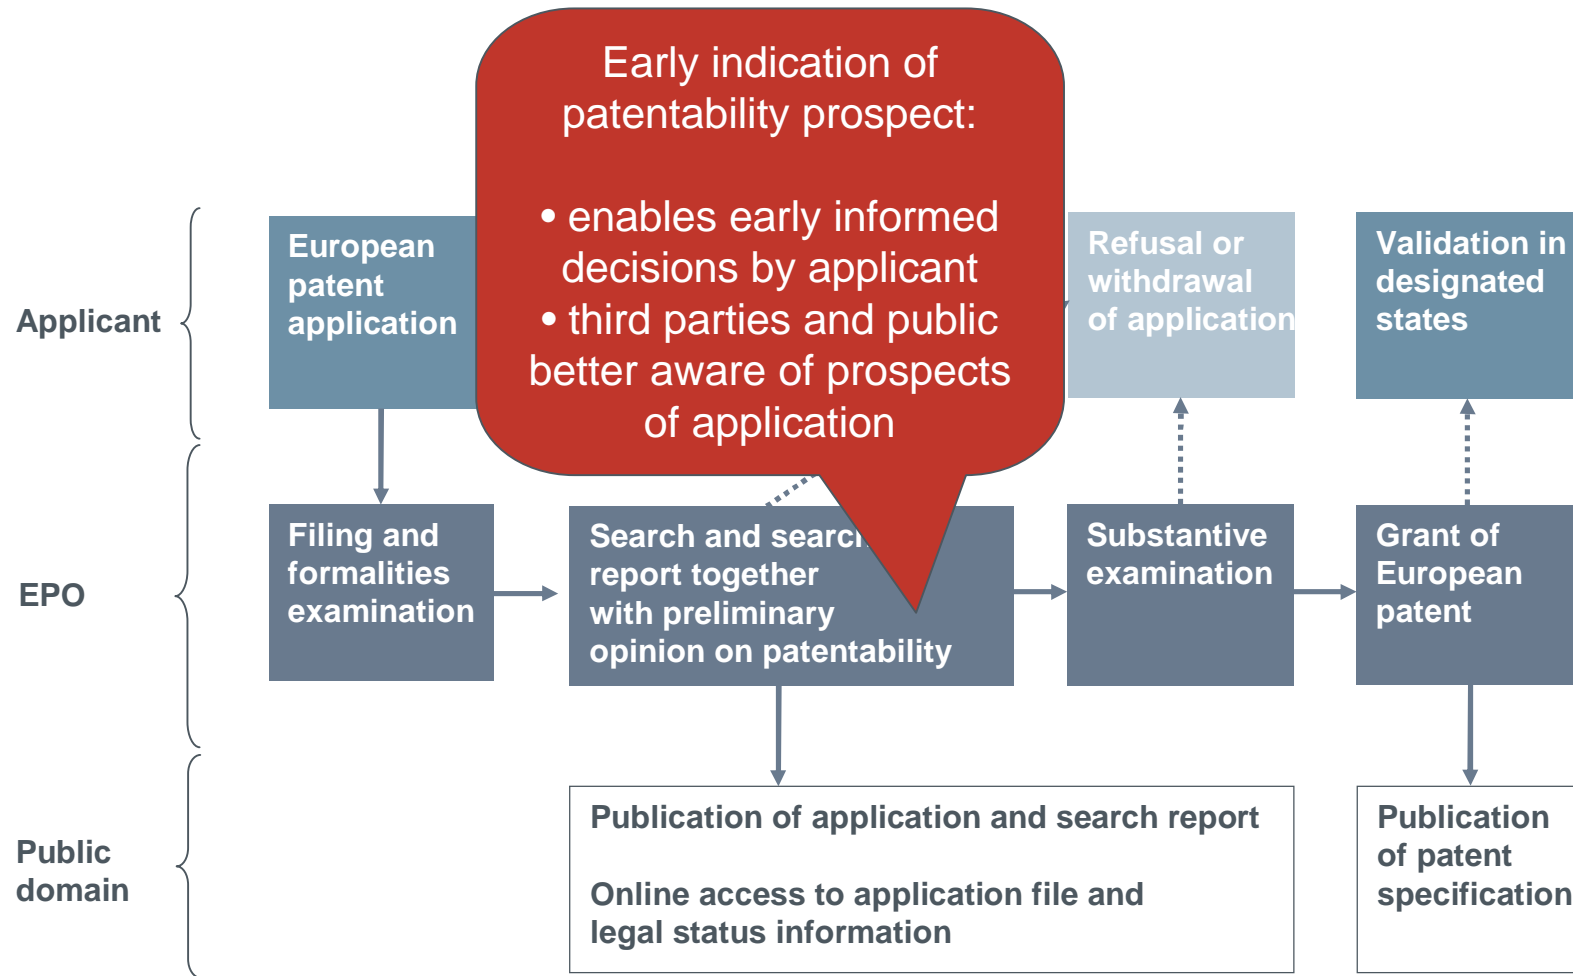 Early indication of
patentability prospect:
• enables early informed
decisions by applicant
• third parties and public
better aware of prospects
of application
Applicant
European
patent
application
Refusal or
withdrawal
of application
Validation in
designated
states
EPO
Filing and
formalities
examination
Search and search
report together
with preliminary
opinion on patentability
Substantive
examination
Grant of
European
patent
Public
domain
Publication of application and search report
Online access to application file and
legal status information
Publication
of patent
specification